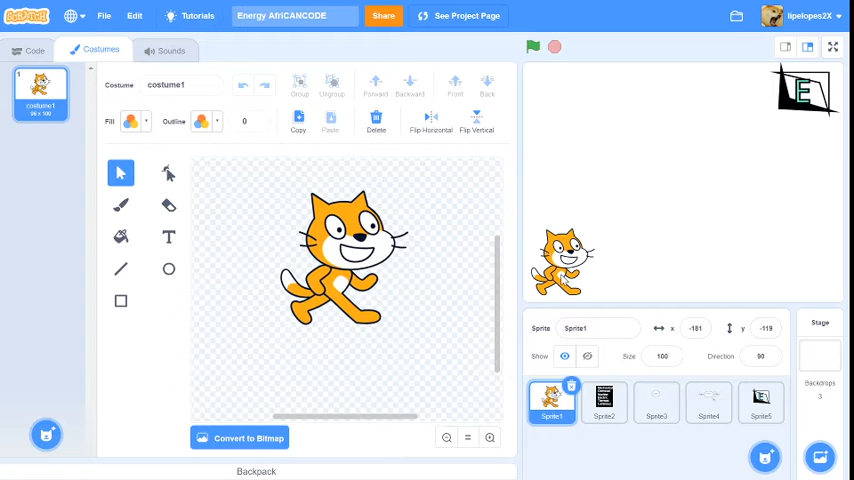 SCRATCH File Edit Tutorials Energy AfriCANCODE Share See Project Page lipelopes2X
Code Costumes Sounds
1
costume1
96 x 100
Costume costume1 Group Ungroup Forward Backward Front Back
Fill Outline 0 Copy Paste Delete Flip Horizontal Flip Vertical
Convert to Bitmap
Backpack
E
Sprite Sprite1 x -181 y -119
Show Size 100 Direction 90
Sprite1 Sprite2 Sprite3 Sprite4 Sprite5
Stage
Backdrops
3